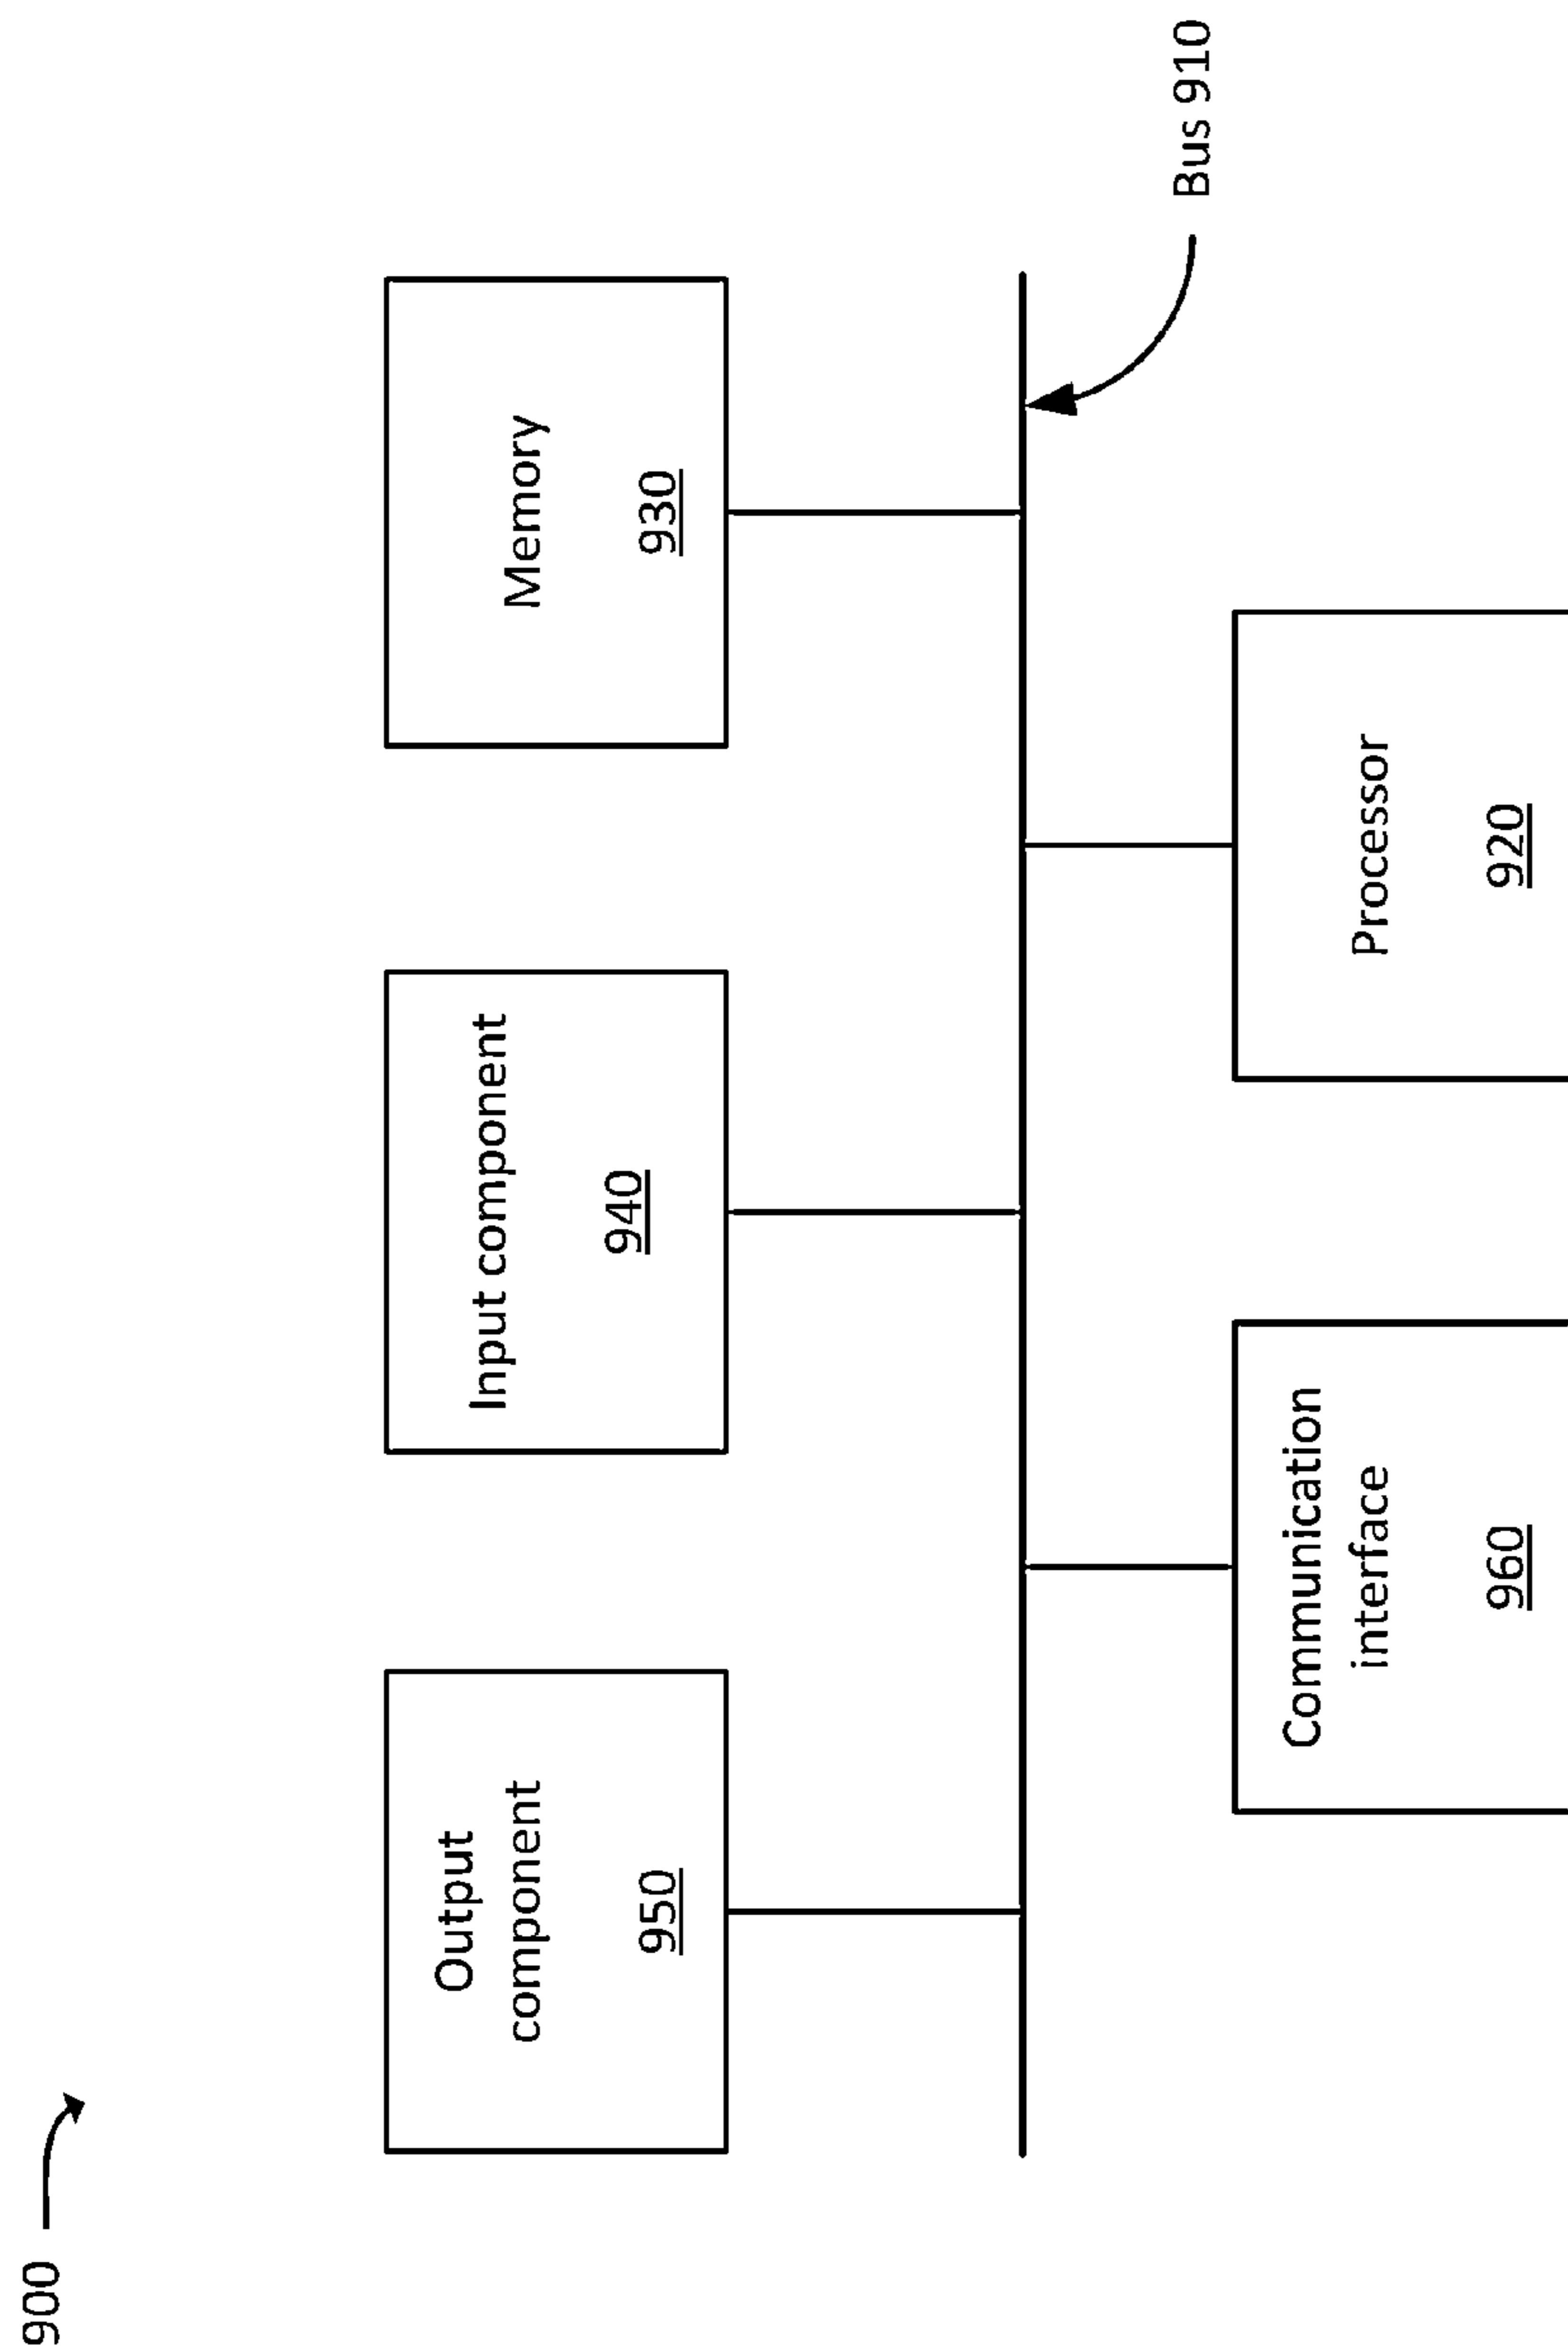 900
Output
component
950
Input component
940
Memory
930
Bus 910
Communication
interface
960
Processor
920